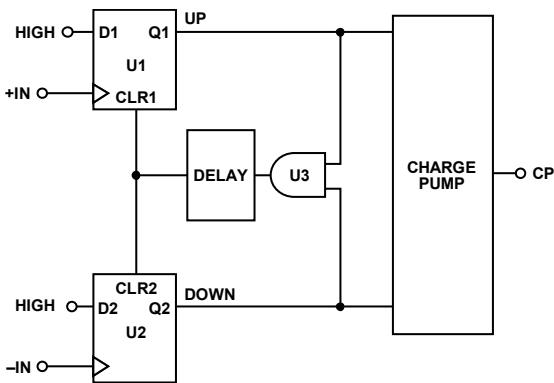 UP
HIGH
D1
Q1
U1
+IN
CLR1
DELAY
U3
CHARGE
PUMP
CP
CLR2
DOWN
HIGH
D2
Q2
U2
–IN